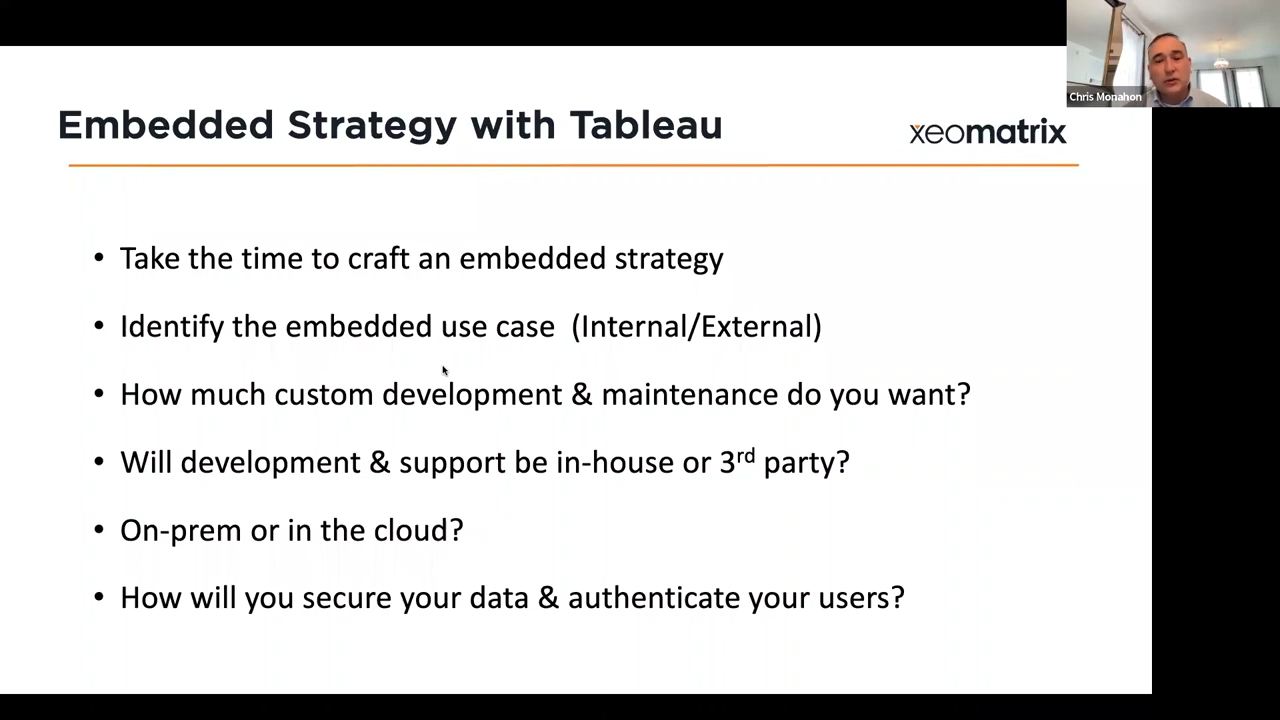 Chris Monahon
Embedded Strategy with Tableau
xeomatrix
• Take the time to craft an embedded strategy
• Identify the embedded use case (Internal/External)
• How much custom development & maintenance do you want?
• Will development & support be in-house or 3rd party?
• On-prem or in the cloud?
• How will you secure your data & authenticate your users?